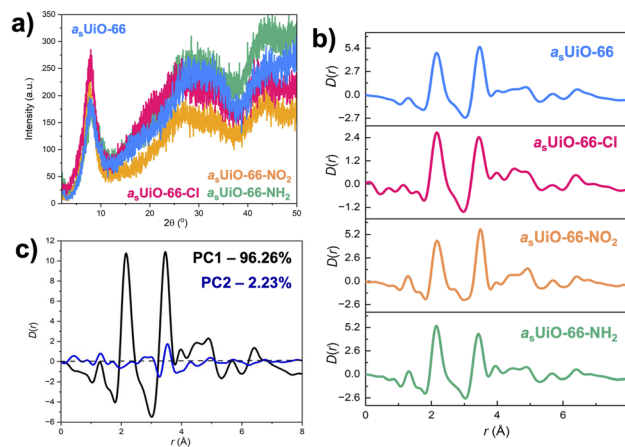 a)
350
300
250
200
150
100
50
0
Intensity (a.u.)
aₛUiO-66
aₛUiO-66-NO₂
aₛUiO-66-Cl aₛUiO-66-NH₂
10 20 30 40 50
2θ (°)
b)
5.4
2.7
0.0
−2.7
D(r)
aₛUiO-66
2.4
1.2
0.0
−1.2
D(r)
aₛUiO-66-Cl
5.2
2.6
0.0
−2.6
D(r)
aₛUiO-66-NO₂
5.2
2.6
0.0
−2.6
D(r)
aₛUiO-66-NH₂
0 2 4 6
r (Å)
c)
12
10
8
6
4
2
0
−2
−4
−6
D(r)
PC1 – 96.26%
PC2 – 2.23%
0 2 4 6 8
r (Å)